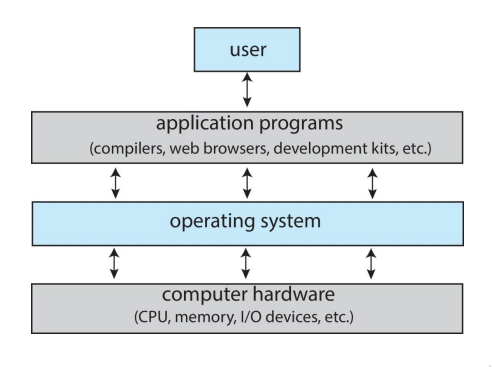 user
application programs
(compilers, web browsers, development kits, etc.)
operating system
computer hardware
(CPU, memory, I/O devices, etc.)